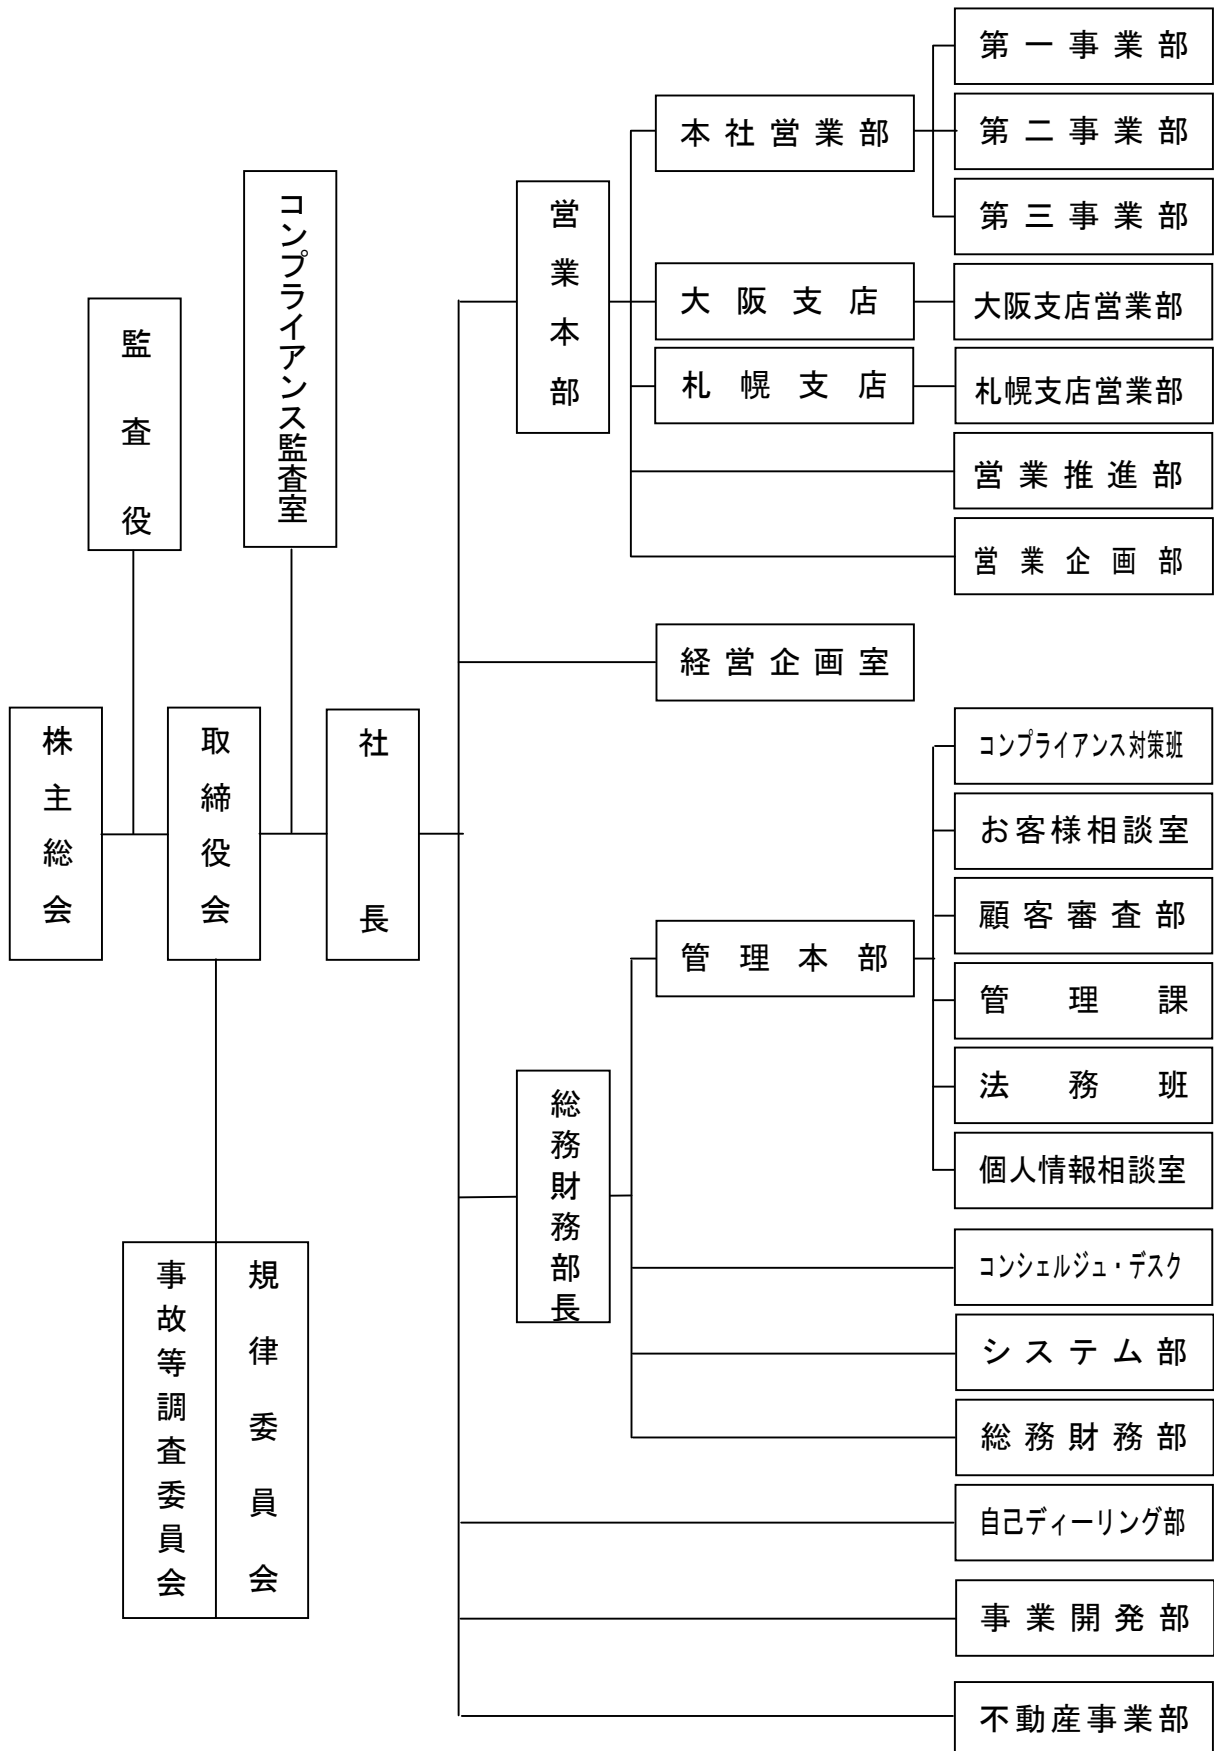 株主総会
監査役
取締役会
コンプライアンス監査室
事故等調査委員会
規律委員会
社長
営業本部
本社営業部
第一事業部
第二事業部
第三事業部
大阪支店
大阪支店営業部
札幌支店
札幌支店営業部
営業推進部
営業企画部
経営企画室
総務財務部長
管理本部
コンプライアンス対策班
お客様相談室
顧客審査部
管理課
法務班
個人情報相談室
コンシェルジュ・デスク
システム部
総務財務部
自己ディーリング部
事業開発部
不動産事業部